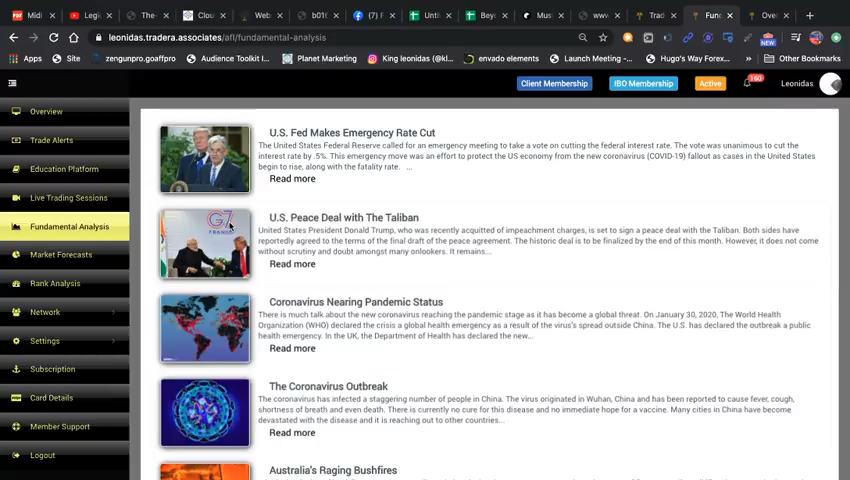 Midi
Legic
The-
Clou
Web
b01(
(7) F
Unti
Beya
Mus
www
Trad
Fun
Over
leonidas.tradera.associates/afl/fundamental-analysis
Apps
Site
zengunpro.goaffpro
Audience Toolkit I...
Planet Marketing
King leonidas (@kl...
envado elements
Launch Meeting -...
Hugo's Way Forex...
NEW
»
Other Bookmarks
Client Membership
IBO Membership
Active
160
Leonidas
Overview
Trade Alerts
Education Platform
Live Trading Sessions
Fundamental Analysis
Market Forecasts
Rank Analysis
Network
Settings
Subscription
Card Details
Member Support
Logout
U.S. Fed Makes Emergency Rate Cut
The United States Federal Reserve called for an emergency meeting to take a vote on cutting the federal interest rate. The vote was unanimous to cut the
interest rate by .5%. This emergency move was an effort to protect the US economy from the new coronavirus (COVID-19) fallout as cases in the United States
begin to rise, along with the fatality rate. ...
Read more
G7
FRANCE
U.S. Peace Deal with The Taliban
United States President Donald Trump, who was recently acquitted of impeachment charges, is set to sign a peace deal with the Taliban. Both sides have
reportedly agreed to the terms of the final draft of the peace agreement. The historic deal is to be finalized by the end of this month. However, it does not come
without scrutiny and doubt amongst many onlookers. It remains...
Read more
Coronavirus Nearing Pandemic Status
There is much talk about the new coronavirus reaching the pandemic stage as it has become a global threat. On January 30, 2020, The World Health
Organization (WHO) declared the crisis a global health emergency as a result of the virus's spread outside China. The U.S. has declared the outbreak a public
health emergency. In the UK, the Department of Health has declared the new...
Read more
The Coronavirus Outbreak
The coronavirus has infected a staggering number of people in China. The virus originated in Wuhan, China and has been reported to cause fever, cough,
shortness of breath and even death. There is currently no cure for this disease and no immediate hope for a vaccine. Many cities in China have become
devastated with the disease and it is reaching out to other countries...
Read more
Australia's Raging Bushfires